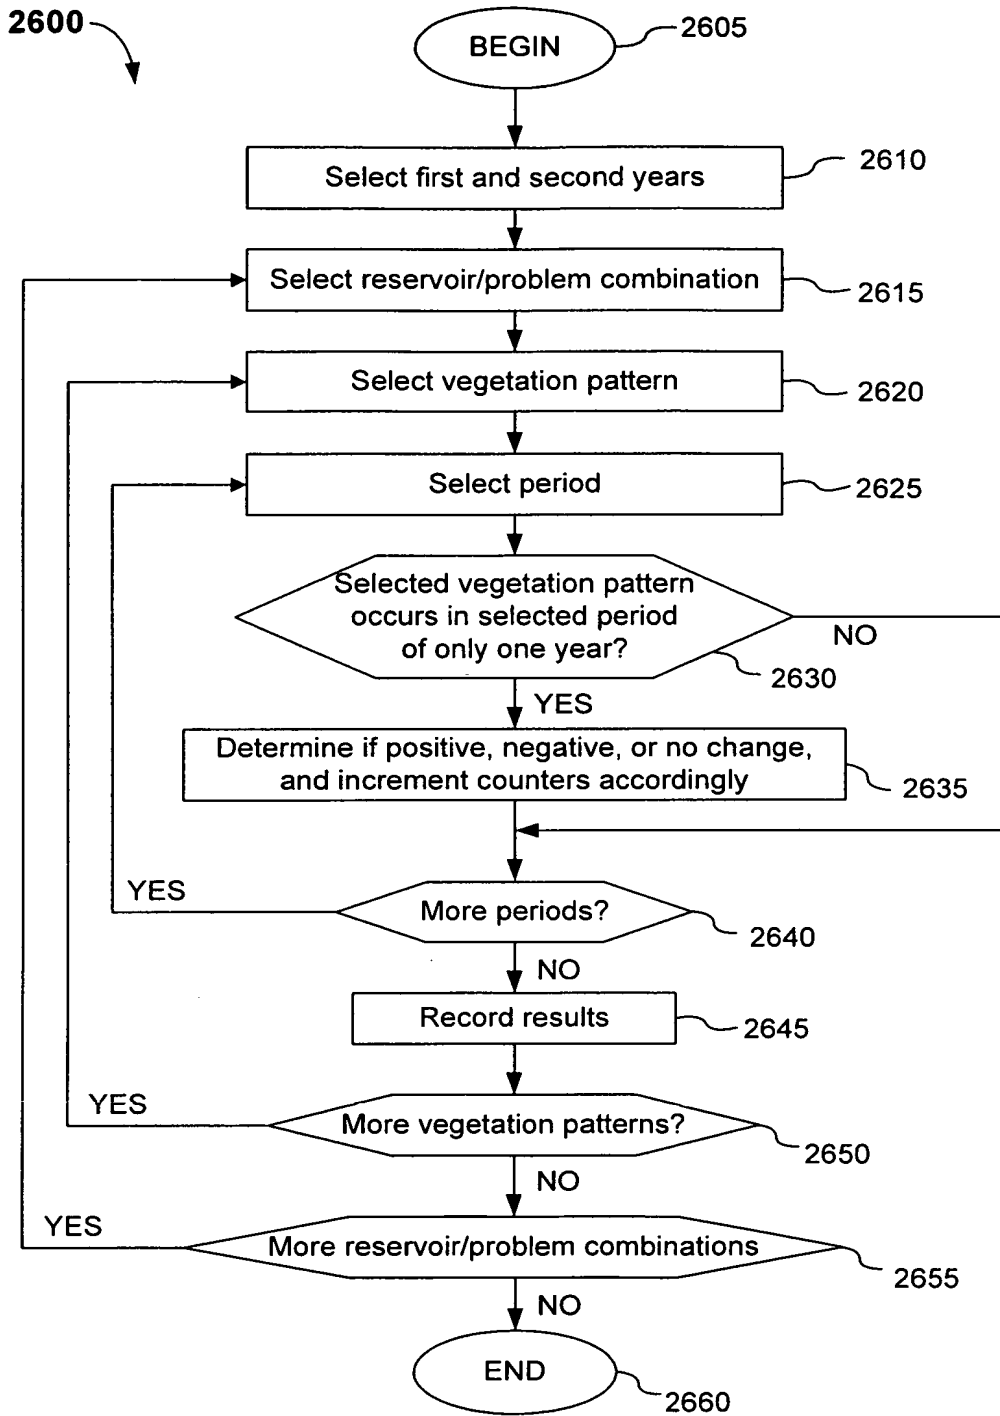 2600
BEGIN
2605
Select first and second years
2610
Select reservoir/problem combination
2615
Select vegetation pattern
2620
Select period
2625
Selected vegetation pattern
occurs in selected period
of only one year?
NO
2630
YES
Determine if positive, negative, or no change,
and increment counters accordingly
2635
YES
More periods?
2640
NO
Record results
2645
YES
More vegetation patterns?
2650
NO
YES
More reservoir/problem combinations
2655
NO
END
2660